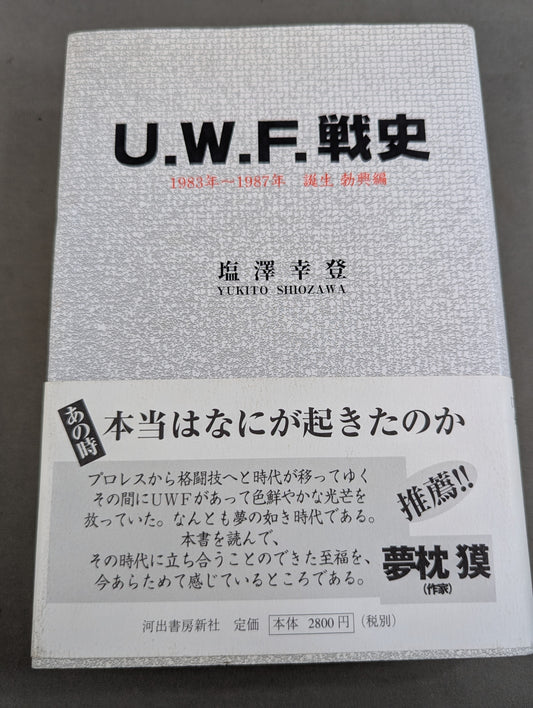 U.W.F.戦史
1983年―1987年 誕生 勃興編
塩澤幸登
YUKITO SHIOZAWA
あの時 本当はなにが起きたのか
プロレスから格闘技へと時代が移ってゆく
その間にUWFがあって色鮮やかな光芒を
放っていた。なんとも夢の如き時代である。
本書を読んで、
その時代に立ち合うことのできた至福を、
今あらためて感じているところである。
推薦!!
夢枕 獏
(作家)
河出書房新社 定価 本体 2800円 (税別)